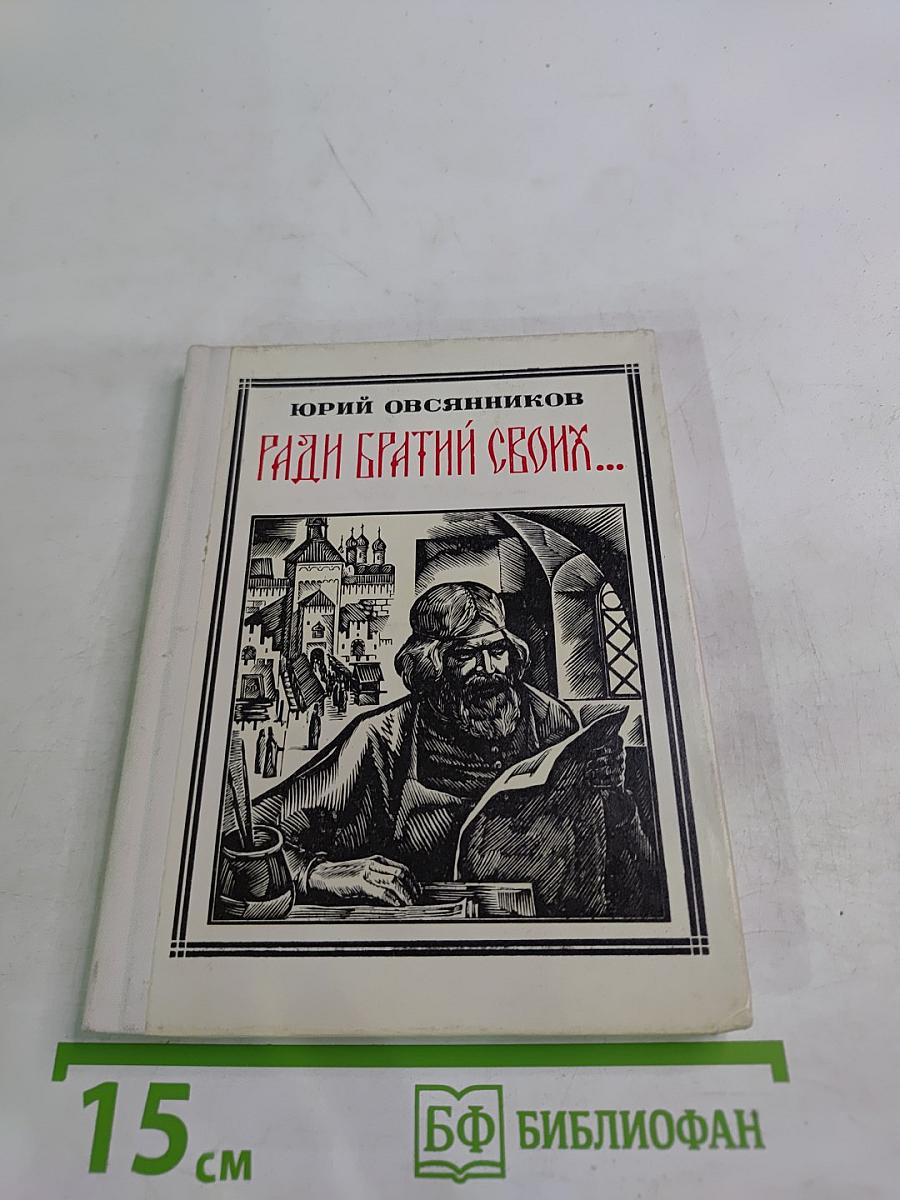 ЮРИЙ ОВСЯННИКОВ
РАДИ БРАТИЙ СВОИХ...
15 см
БФ БИБЛИОФАН